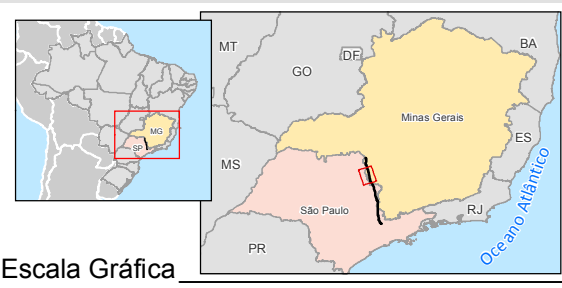 MG
SP
MT
GO
DF
BA
Minas Gerais
ES
MS
São Paulo
RJ
PR
Oceano Atlântico
Escala Gráfica